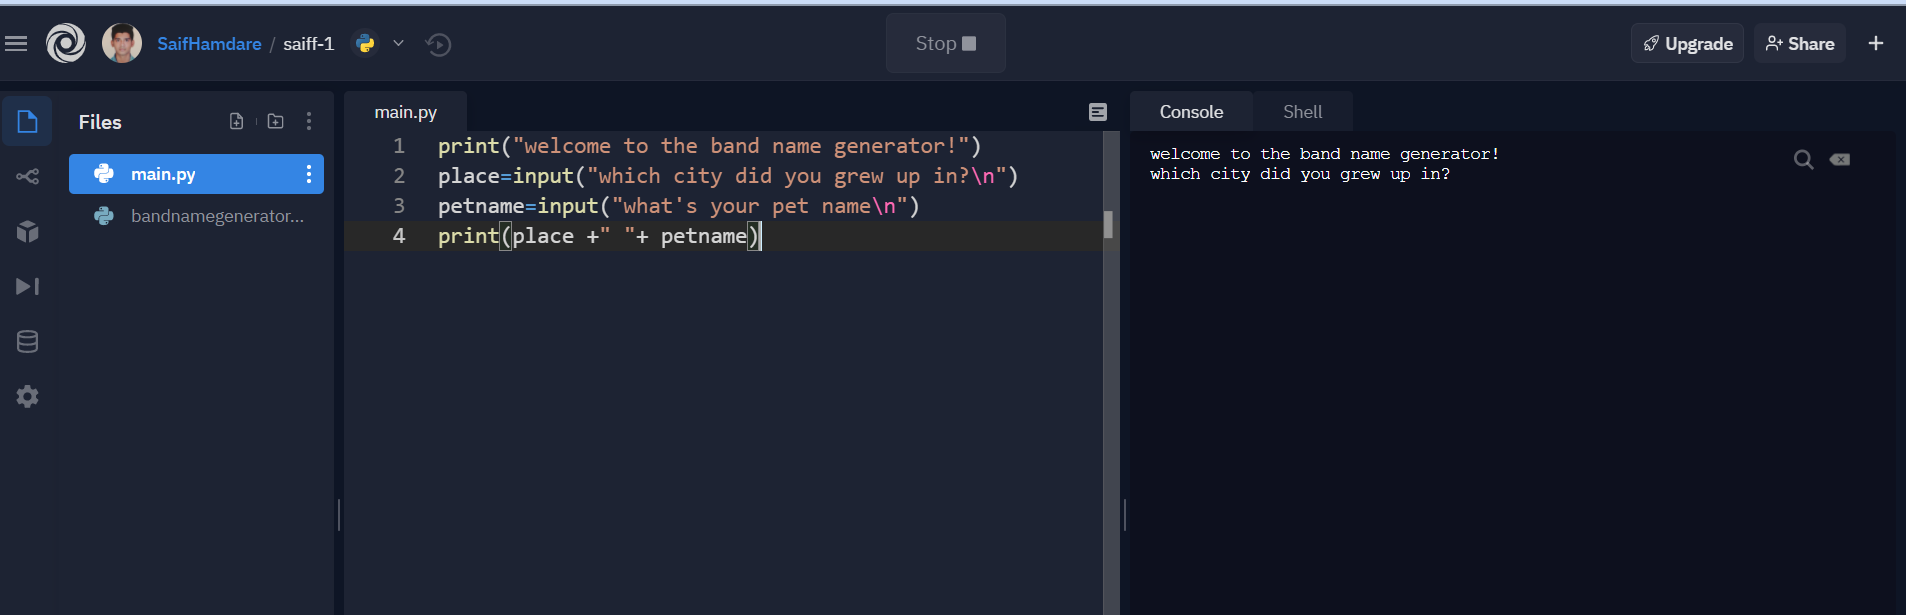 SaifHamdare / saiff-1
Stop
Upgrade
Share
Files
main.py
bandnamegenerator...
main.py
1 print("welcome to the band name generator!")
2 place=input("which city did you grew up in?\n")
3 petname=input("what's your pet name\n")
4 print(place +" "+ petname)
Console
Shell
welcome to the band name generator!
which city did you grew up in?